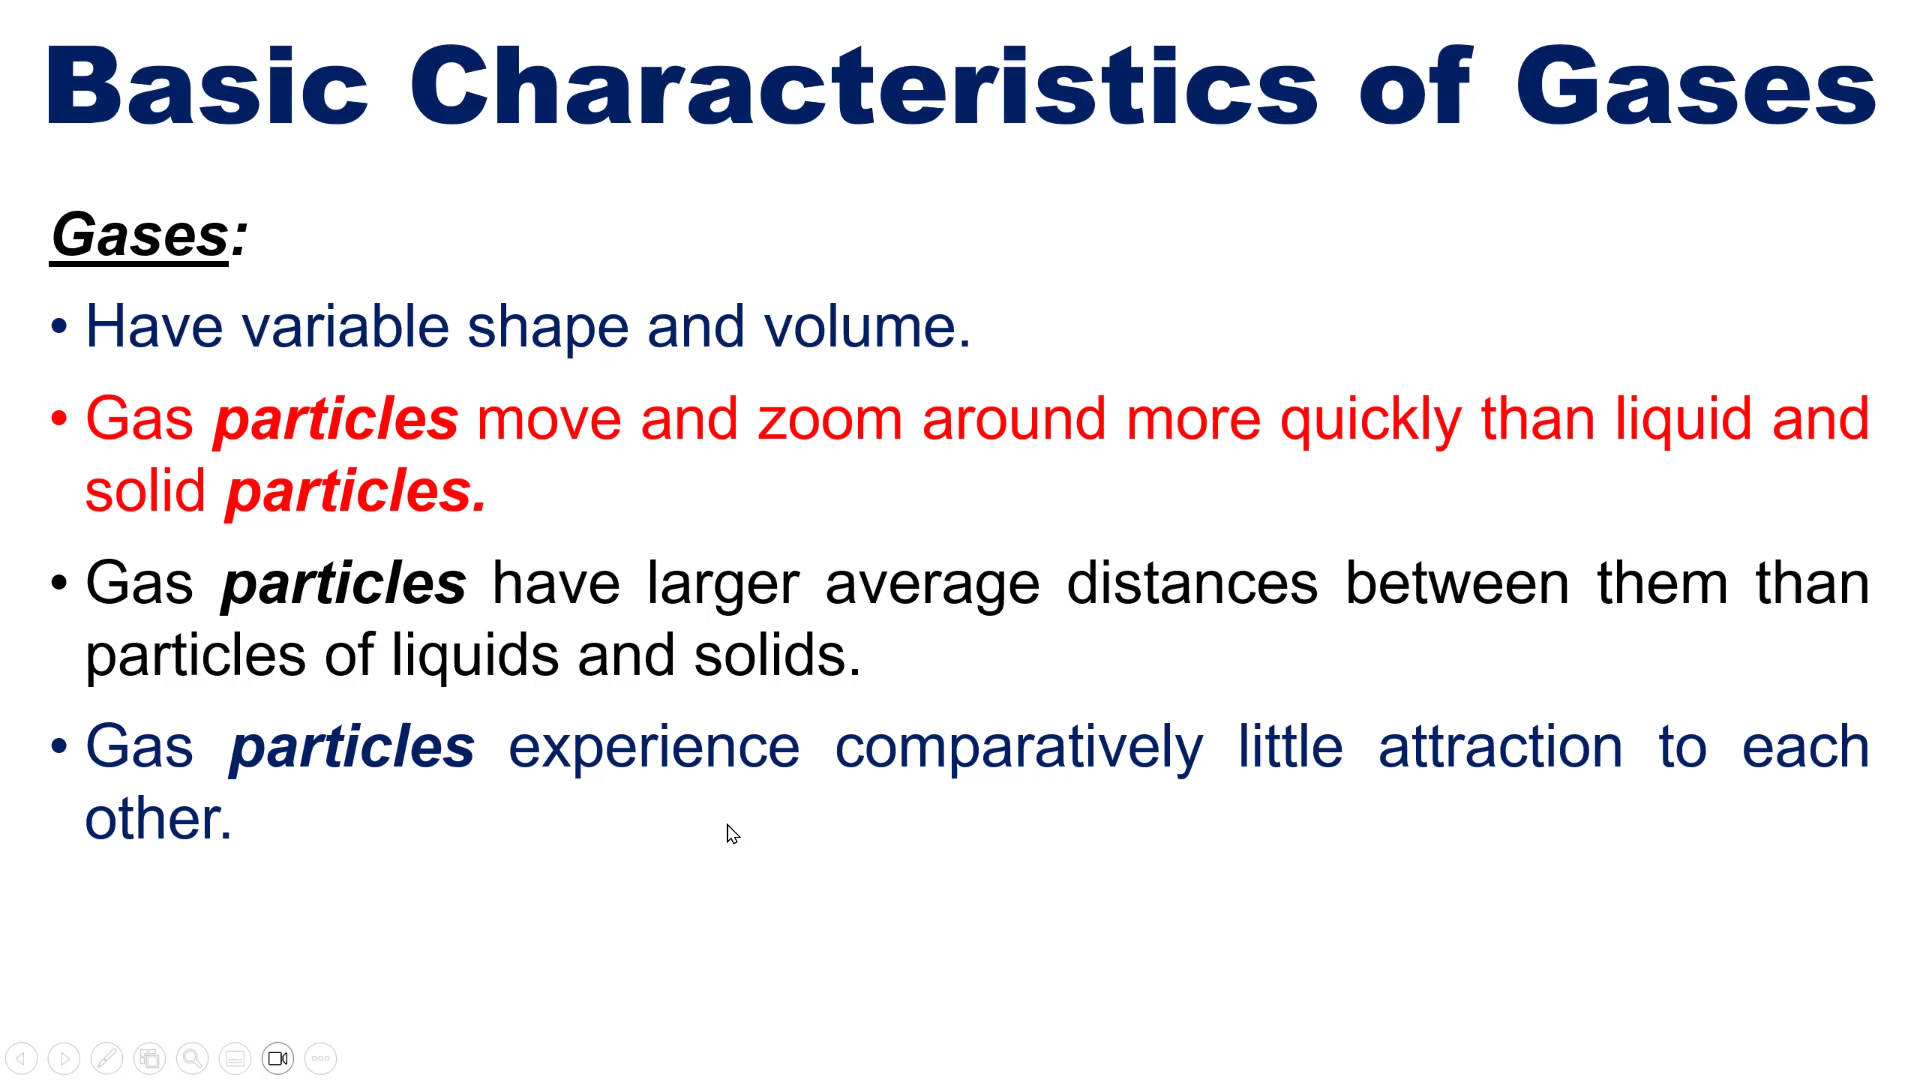 Basic Characteristics of Gases
Gases:
• Have variable shape and volume.
• Gas particles move and zoom around more quickly than liquid and
solid particles.
• Gas particles have larger average distances between them than
particles of liquids and solids.
• Gas particles experience comparatively little attraction to each
other.